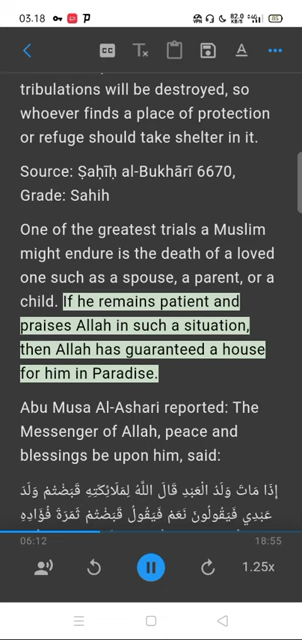 03.18
82.0 KB/S
CC
A
tribulations will be destroyed, so
whoever finds a place of protection
or refuge should take shelter in it.
Source: Ṣaḥīḥ al-Bukhārī 6670,
Grade: Sahih
One of the greatest trials a Muslim
might endure is the death of a loved
one such as a spouse, a parent, or a
child. If he remains patient and
praises Allah in such a situation,
then Allah has guaranteed a house
for him in Paradise.
Abu Musa Al-Ashari reported: The
Messenger of Allah, peace and
blessings be upon him, said:
إِذَا مَاتَ وَلَدُ الْعَبْدِ قَالَ اللَّهُ لِمَلَائِكَتِهِ قَبَضْتُمْ وَلَدَ
عَبْدِي فَيَقُولُونَ نَعَمْ فَيَقُولُ قَبَضْتُمْ ثَمَرَةَ فُؤَادِهِ
06:12
18:55
1.25x